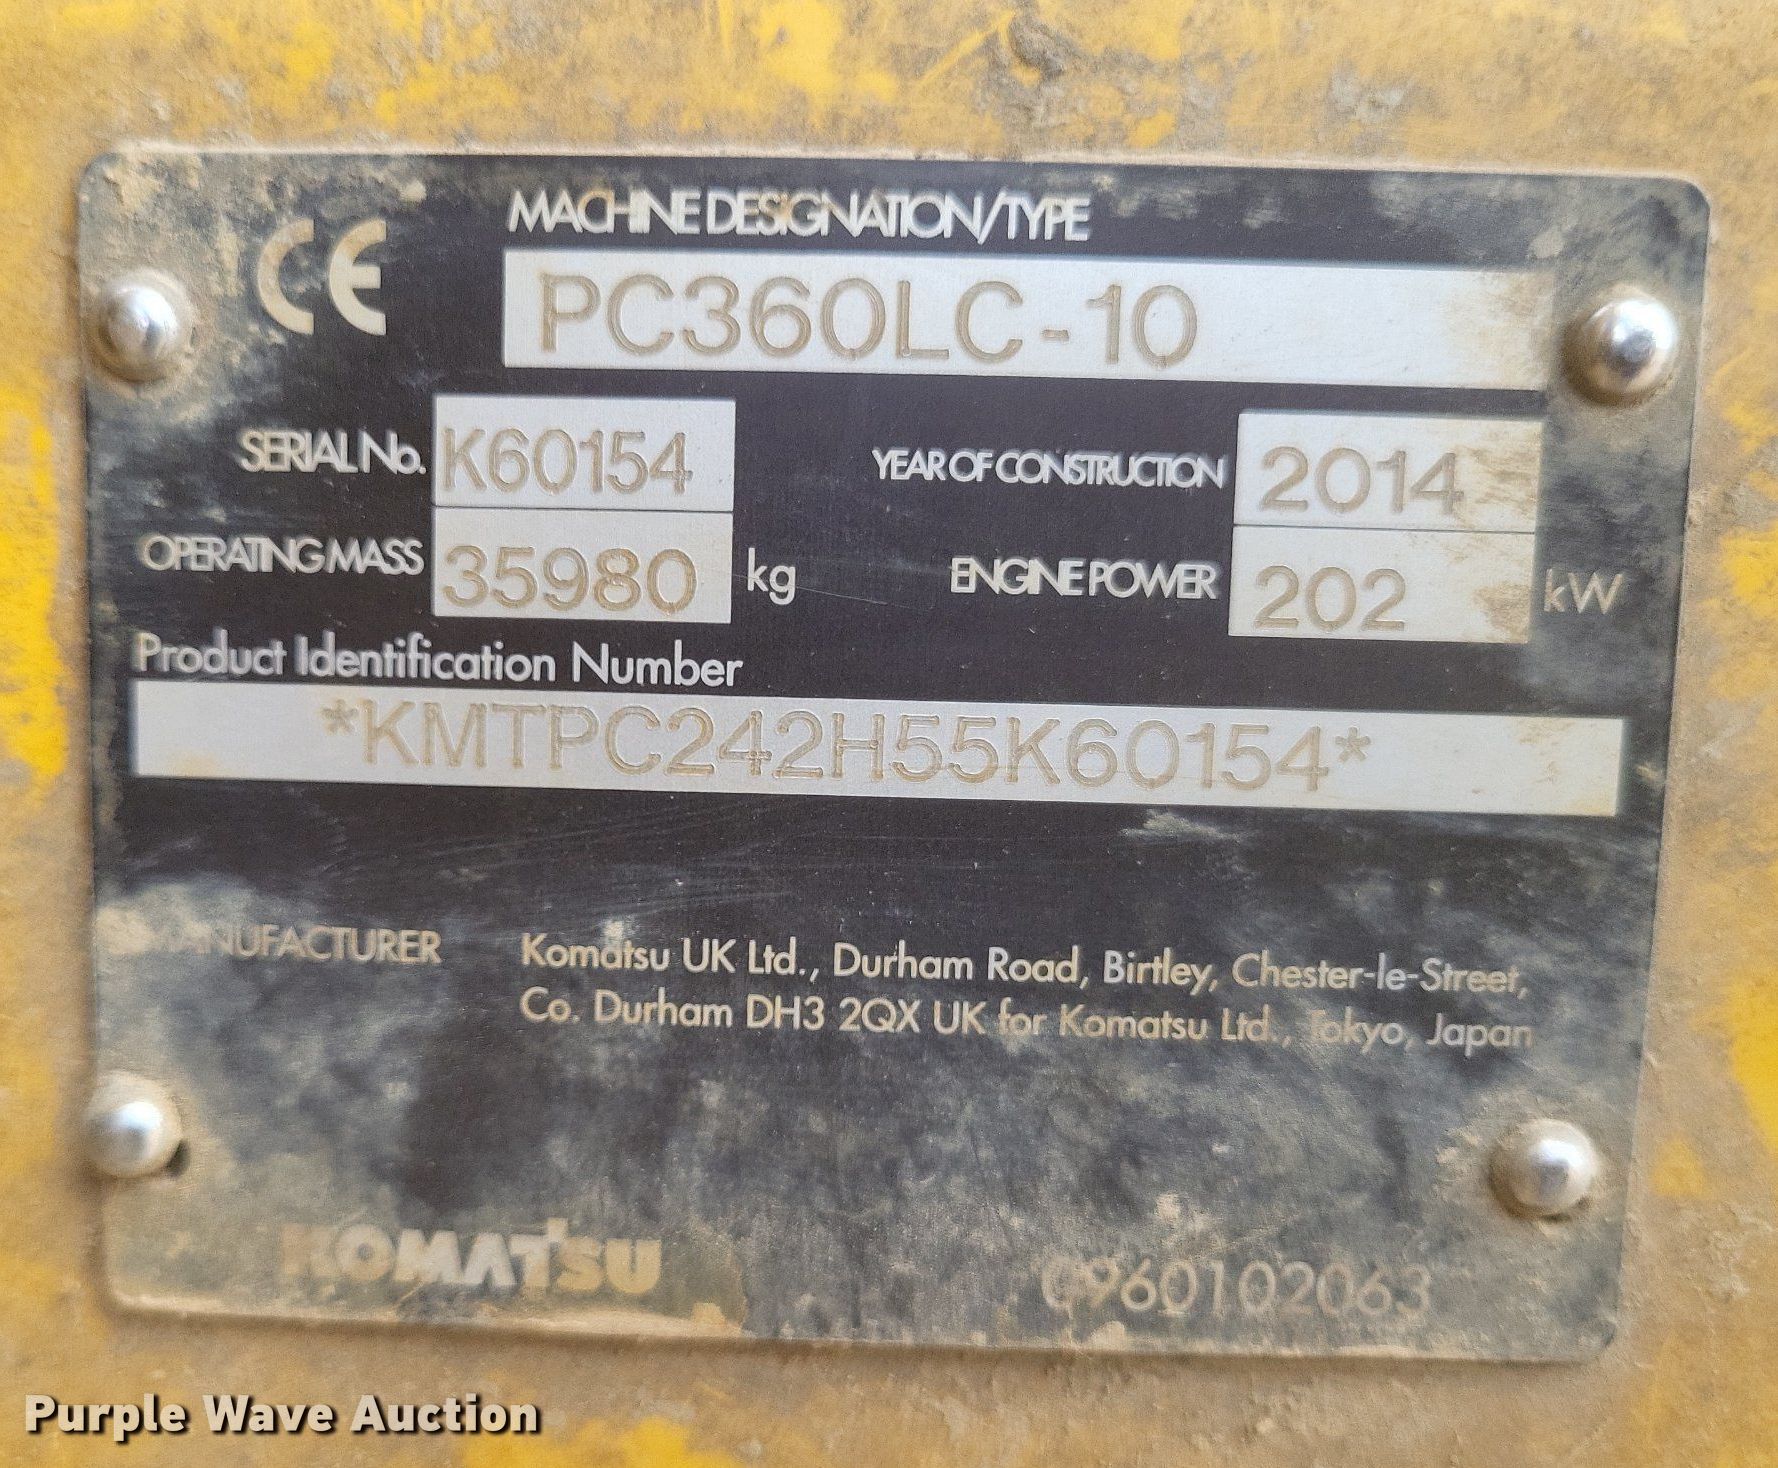 CE
MACHINE DESIGNATION/TYPE
PC360LC-10
SERIAL No. K60154
YEAR OF CONSTRUCTION 2014
OPERATING MASS 35980 kg
ENGINE POWER 202 kW
Product Identification Number
*KMTPC242H55K60154*
MANUFACTURER
Komatsu UK Ltd., Durham Road, Birtley, Chester-le-Street,
Co. Durham DH3 2QX UK for Komatsu Ltd., Tokyo, Japan
KOMATSU
09960102063
Purple Wave Auction